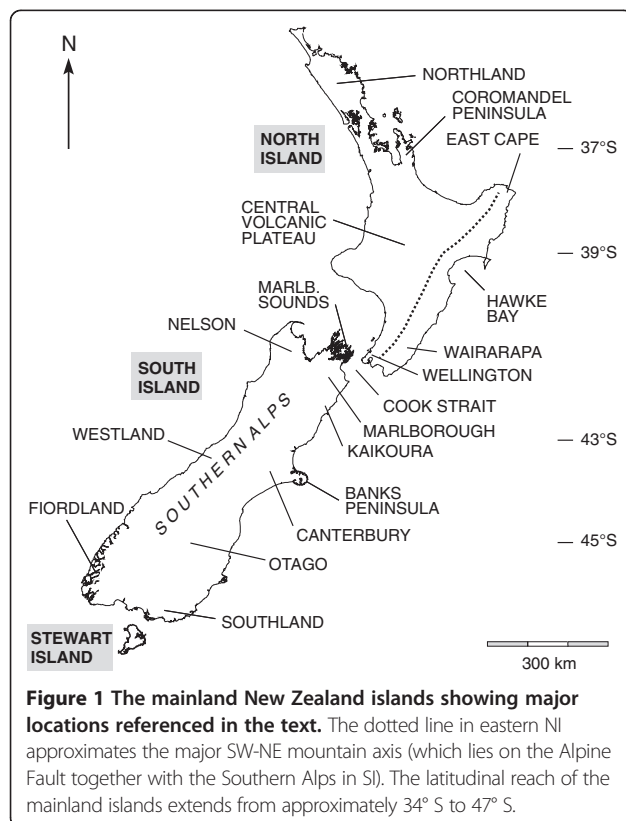 N
NORTHLAND
COROMANDEL
PENINSULA
EAST CAPE
NORTH
ISLAND
37°S
CENTRAL
VOLCANIC
PLATEAU
39°S
MARLB.
SOUNDS
HAWKE
BAY
NELSON
WAIRARAPA
WELLINGTON
SOUTH
ISLAND
COOK STRAIT
MARLBOROUGH
43°S
KAIKOURA
WESTLAND
SOUTHERN ALPS
BANKS
PENINSULA
FIORDLAND
CANTERBURY
45°S
OTAGO
SOUTHLAND
STEWART
ISLAND
300 km
Figure 1 The mainland New Zealand islands showing major
locations referenced in the text. The dotted line in eastern NI
approximates the major SW-NE mountain axis (which lies on the Alpine
Fault together with the Southern Alps in SI). The latitudinal reach of the
mainland islands extends from approximately 34° S to 47° S.